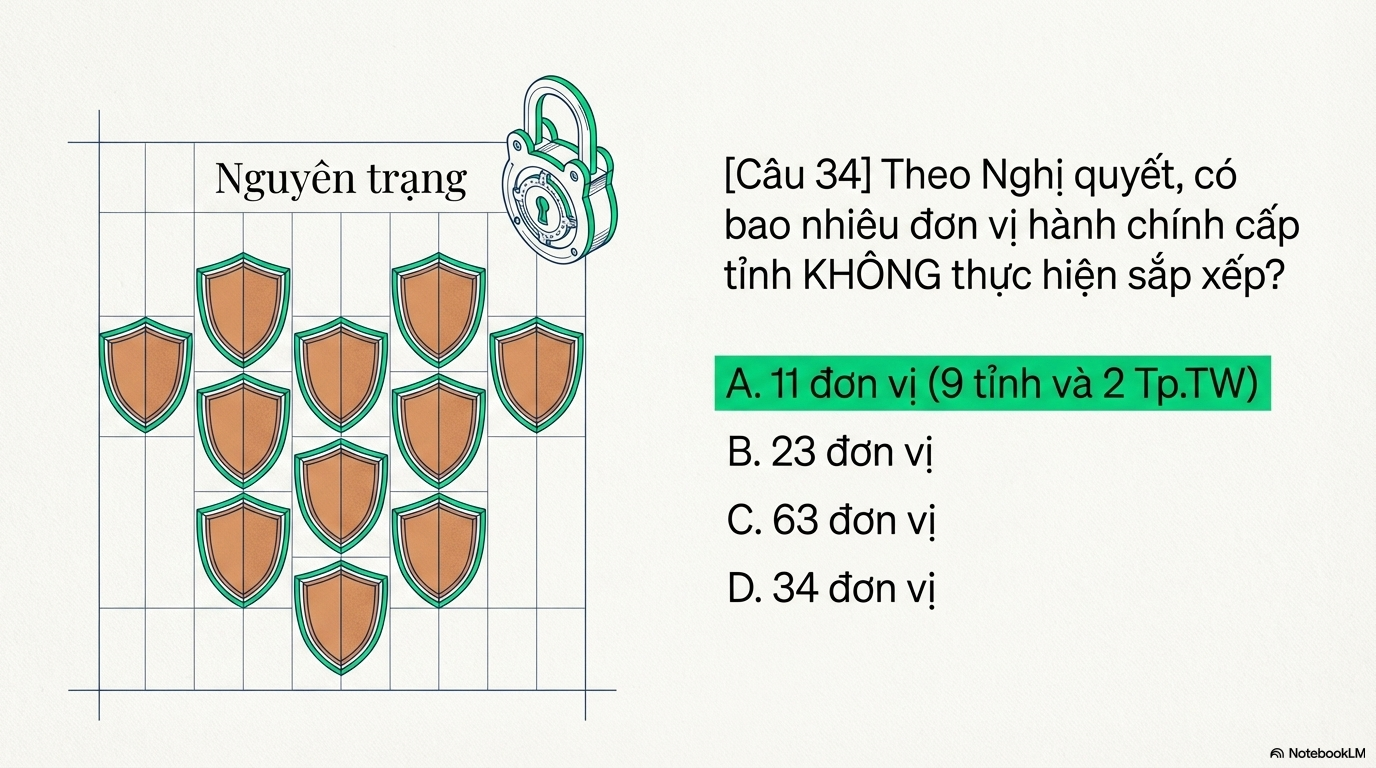 Nguyên trạng
[Câu 34] Theo Nghị quyết, có
bao nhiêu đơn vị hành chính cấp
tỉnh KHÔNG thực hiện sắp xếp?
A. 11 đơn vị (9 tỉnh và 2 Tp.TW)
B. 23 đơn vị
C. 63 đơn vị
D. 34 đơn vị
NotebookLM